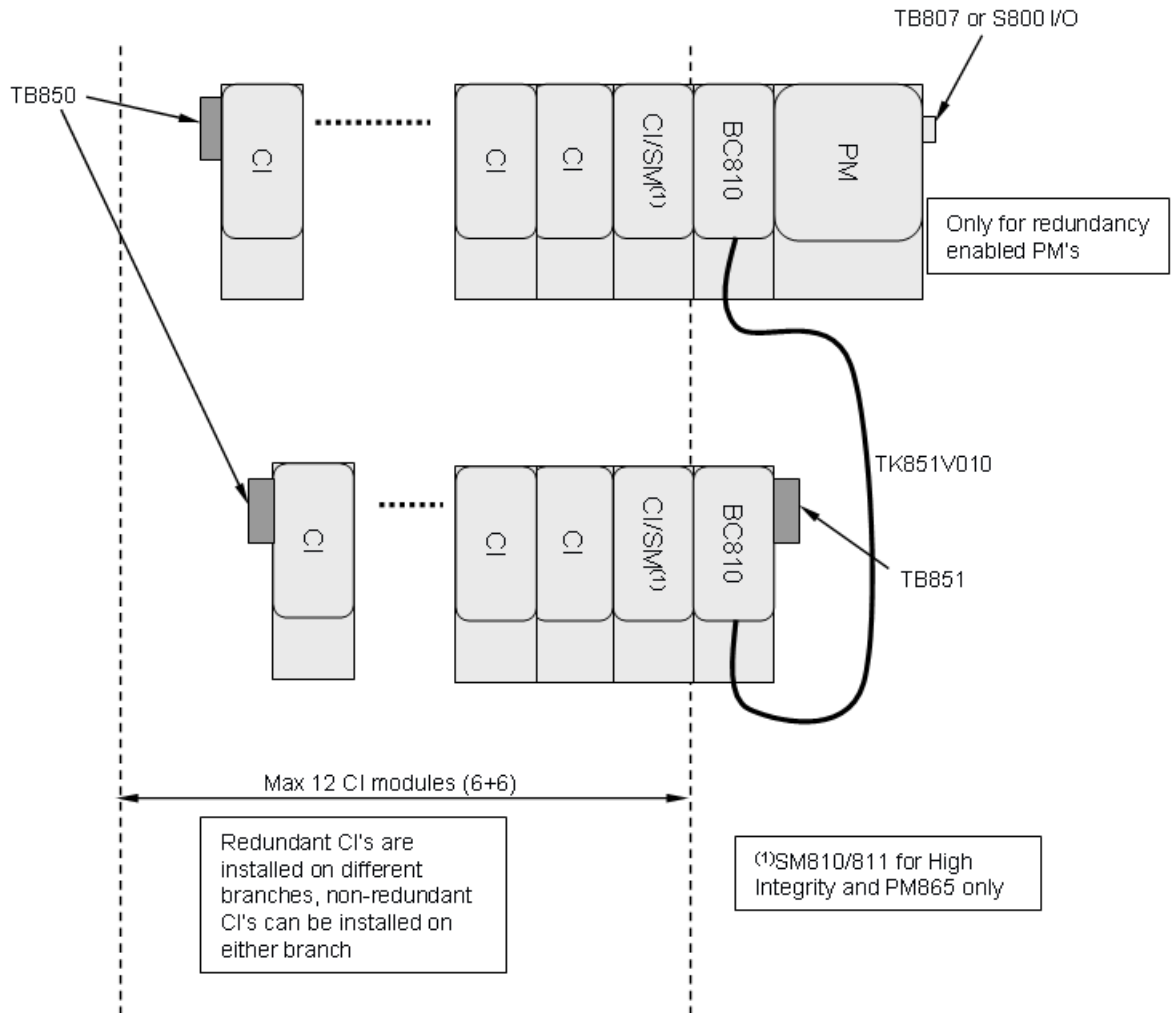 TB807 or S800 I/O
TB850
CI
CI
CI
CI/SM(1)
BC810
PM
Only for redundancy
enabled PM's
TK851V010
CI
CI
CI
CI/SM(1)
BC810
TB851
Max 12 CI modules (6+6)
Redundant CI's are
installed on different
branches, non-redundant
CI's can be installed on
either branch
(1)SM810/811 for High
Integrity and PM865 only